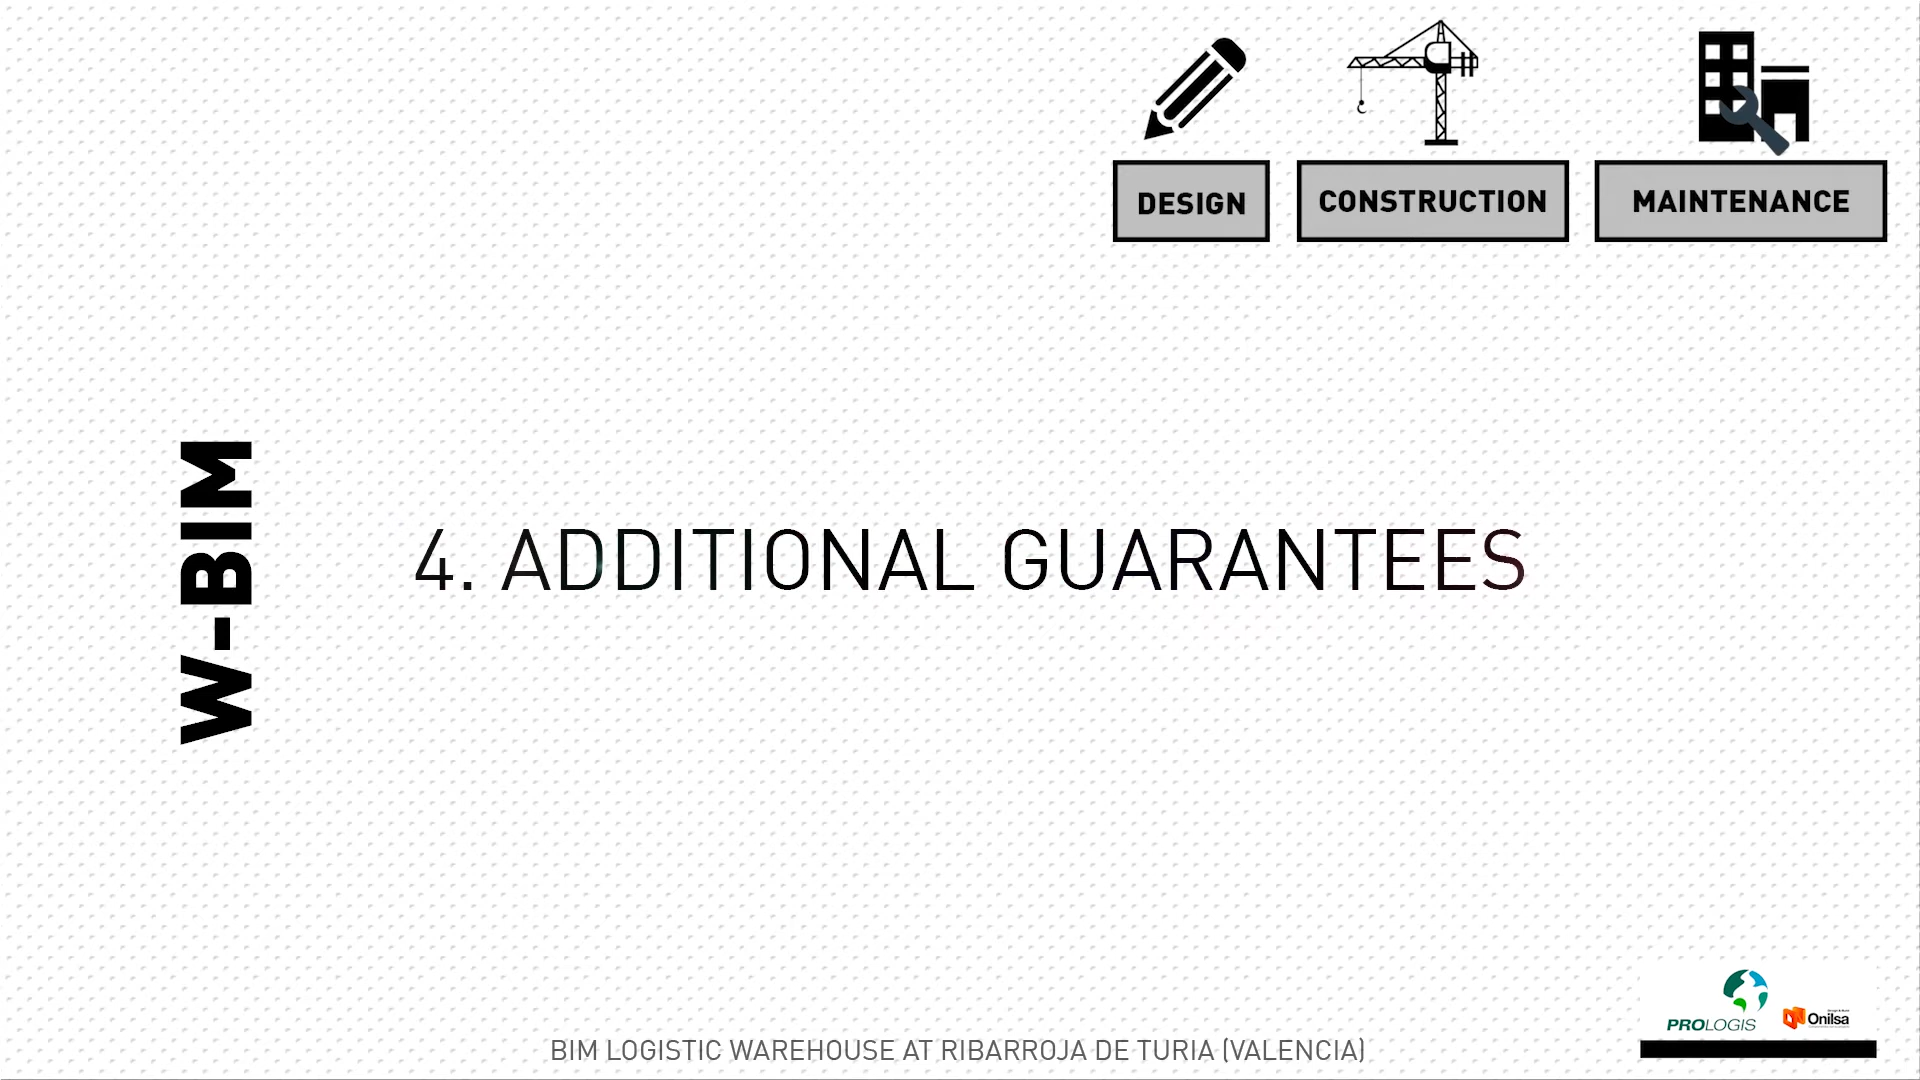 DESIGN
CONSTRUCTION
MAINTENANCE
W-BIM
4. ADDITIONAL GUARANTEES
PROLOGIS
Onilsa
BIM LOGISTIC WAREHOUSE AT RIBARROJA DE TURIA (VALENCIA)